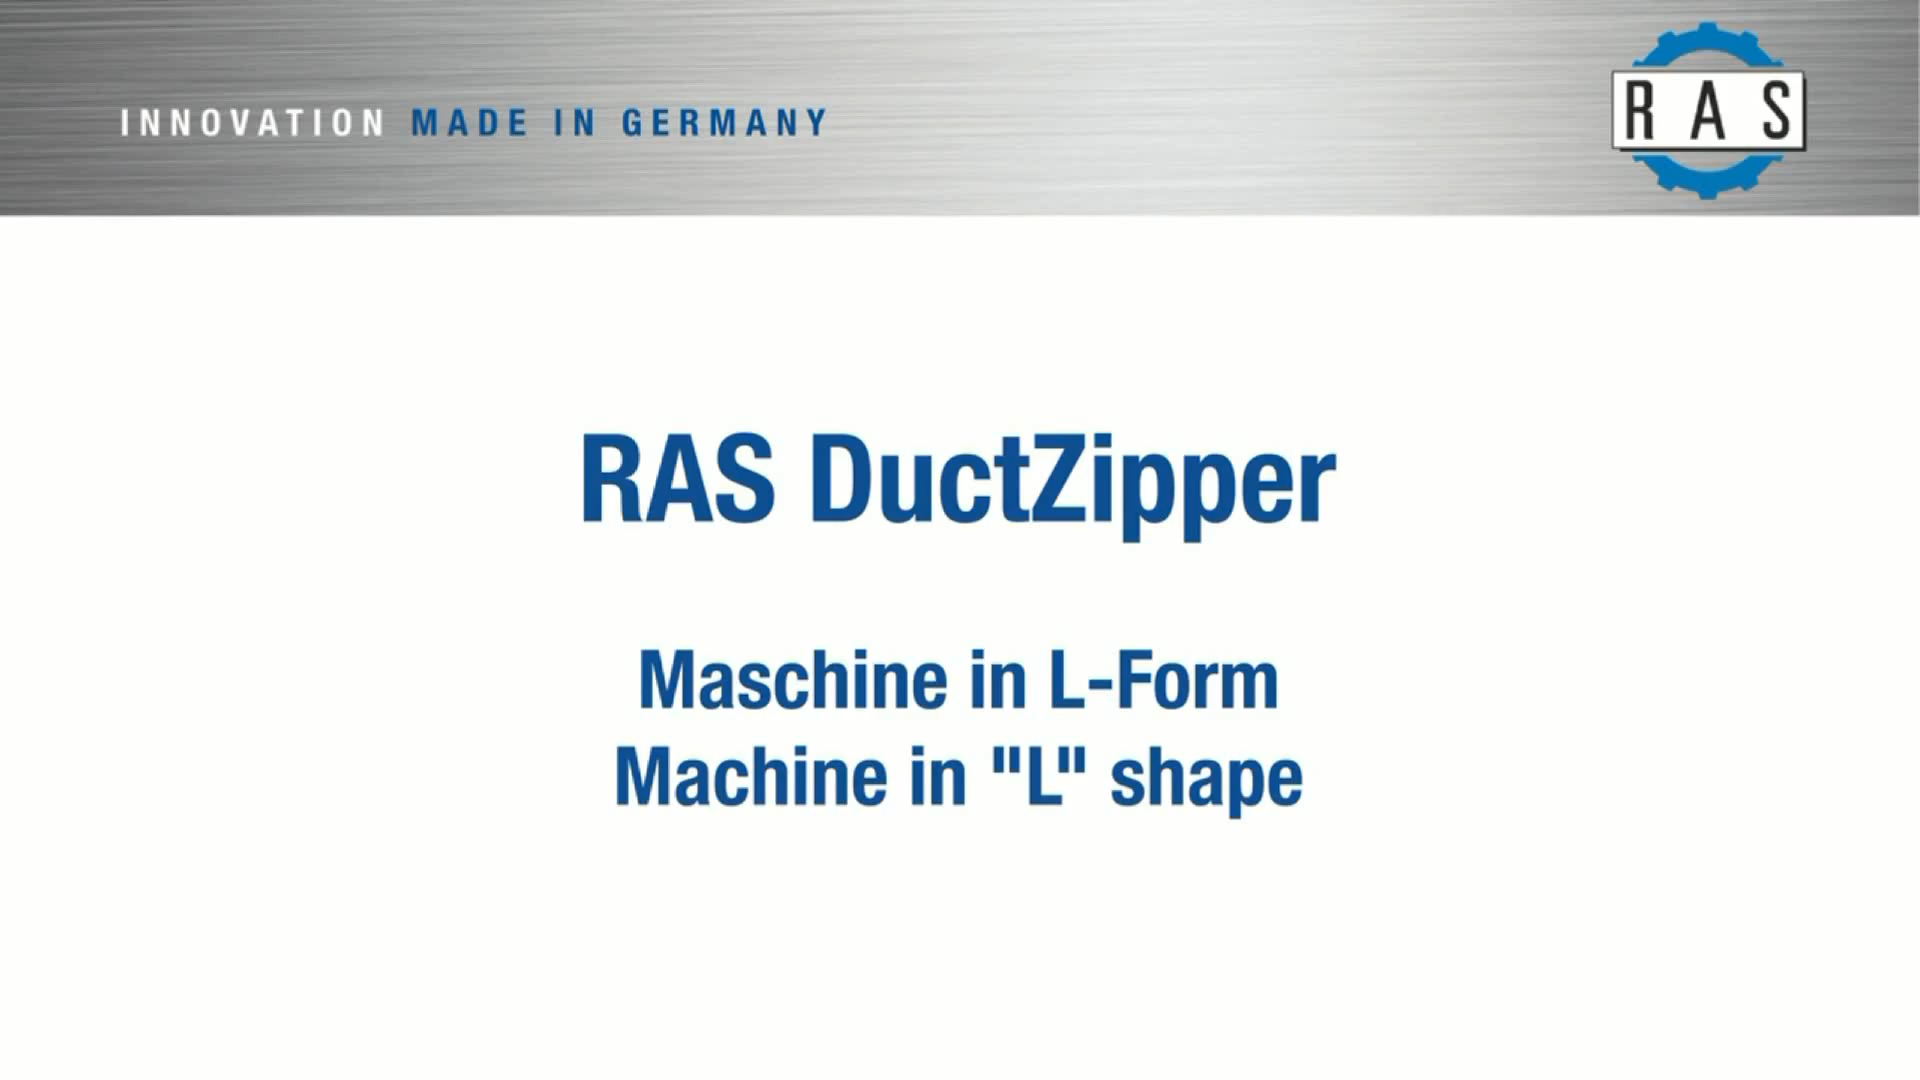 INNOVATION MADE IN GERMANY
RAS
RAS DuctZipper
Maschine in L-Form
Machine in "L" shape